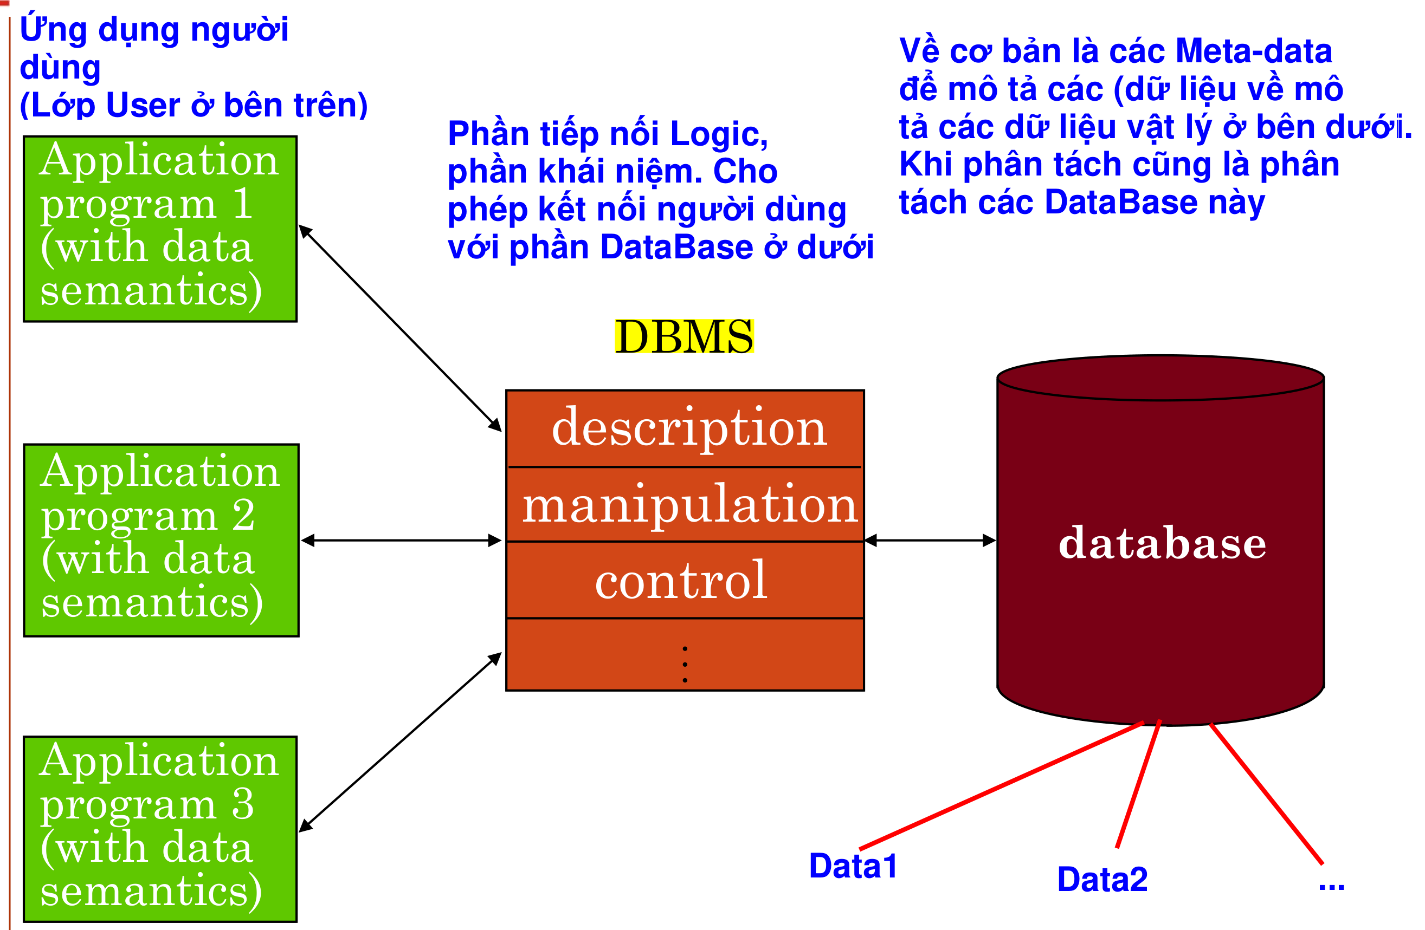 Ứng dụng người
dùng
(Lớp User ở bên trên)
Application
program 1
(with data
semantics)
Application
program 2
(with data
semantics)
Application
program 3
(with data
semantics)
Phần tiếp nối Logic,
phần khái niệm. Cho
phép kết nối người dùng
với phần DataBase ở dưới
DBMS
description
manipulation
control
⋮
Về cơ bản là các Meta-data
để mô tả các (dữ liệu về mô
tả các dữ liệu vật lý ở bên dưới.
Khi phân tách cũng là phân
tách các DataBase này
database
Data1
Data2
...